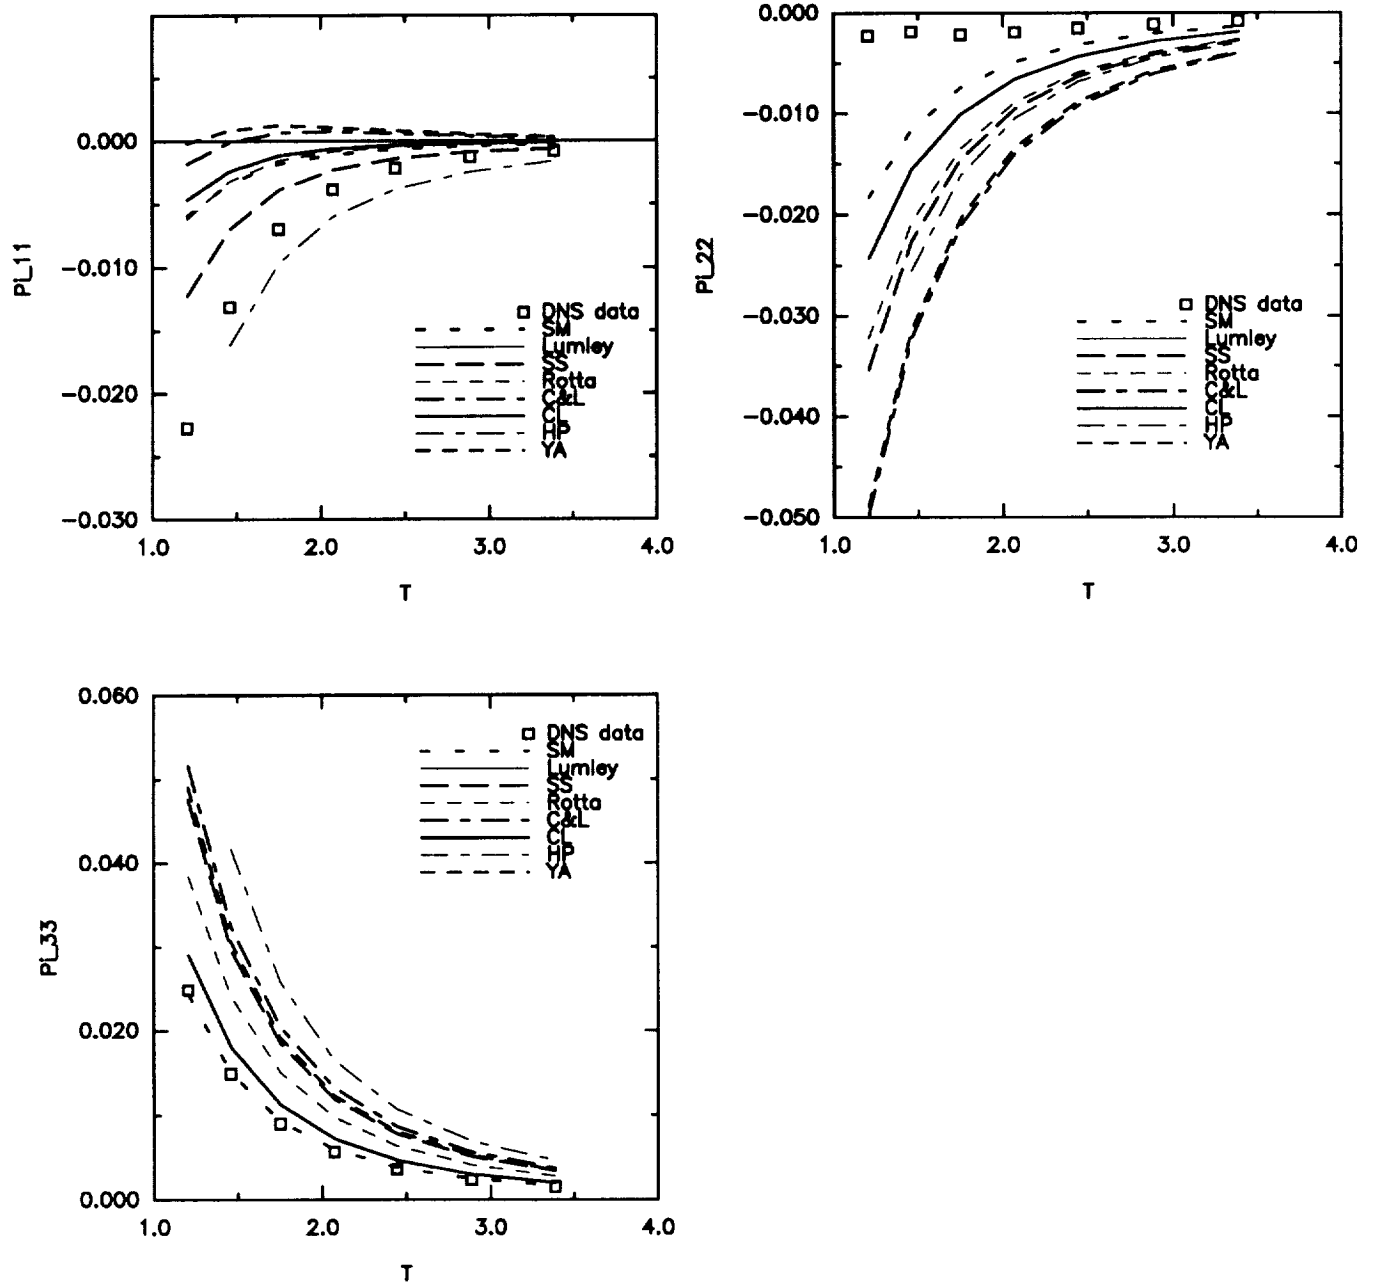 0.000
-0.010
-0.020
-0.030
1.0
2.0
3.0
4.0
Pi_11
T
DNS data
SM
Lumley
SS
Rotta
C&L
CL
HP
YA
0.000
-0.010
-0.020
-0.030
-0.040
-0.050
1.0
2.0
3.0
4.0
Pi_22
T
DNS data
SM
Lumley
SS
Rotta
C&L
CL
HP
YA
0.060
0.040
0.020
0.000
1.0
2.0
3.0
4.0
Pi_33
T
DNS data
SM
Lumley
SS
Rotta
C&L
CL
HP
YA